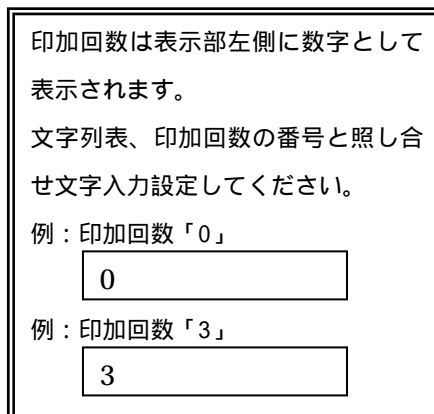 印加回数は表示部左側に数字として
表示されます。
文字列表、印加回数の番号と照し合
せ文字入力設定してください。
例：印加回数「0」
0
例：印加回数「3」
3